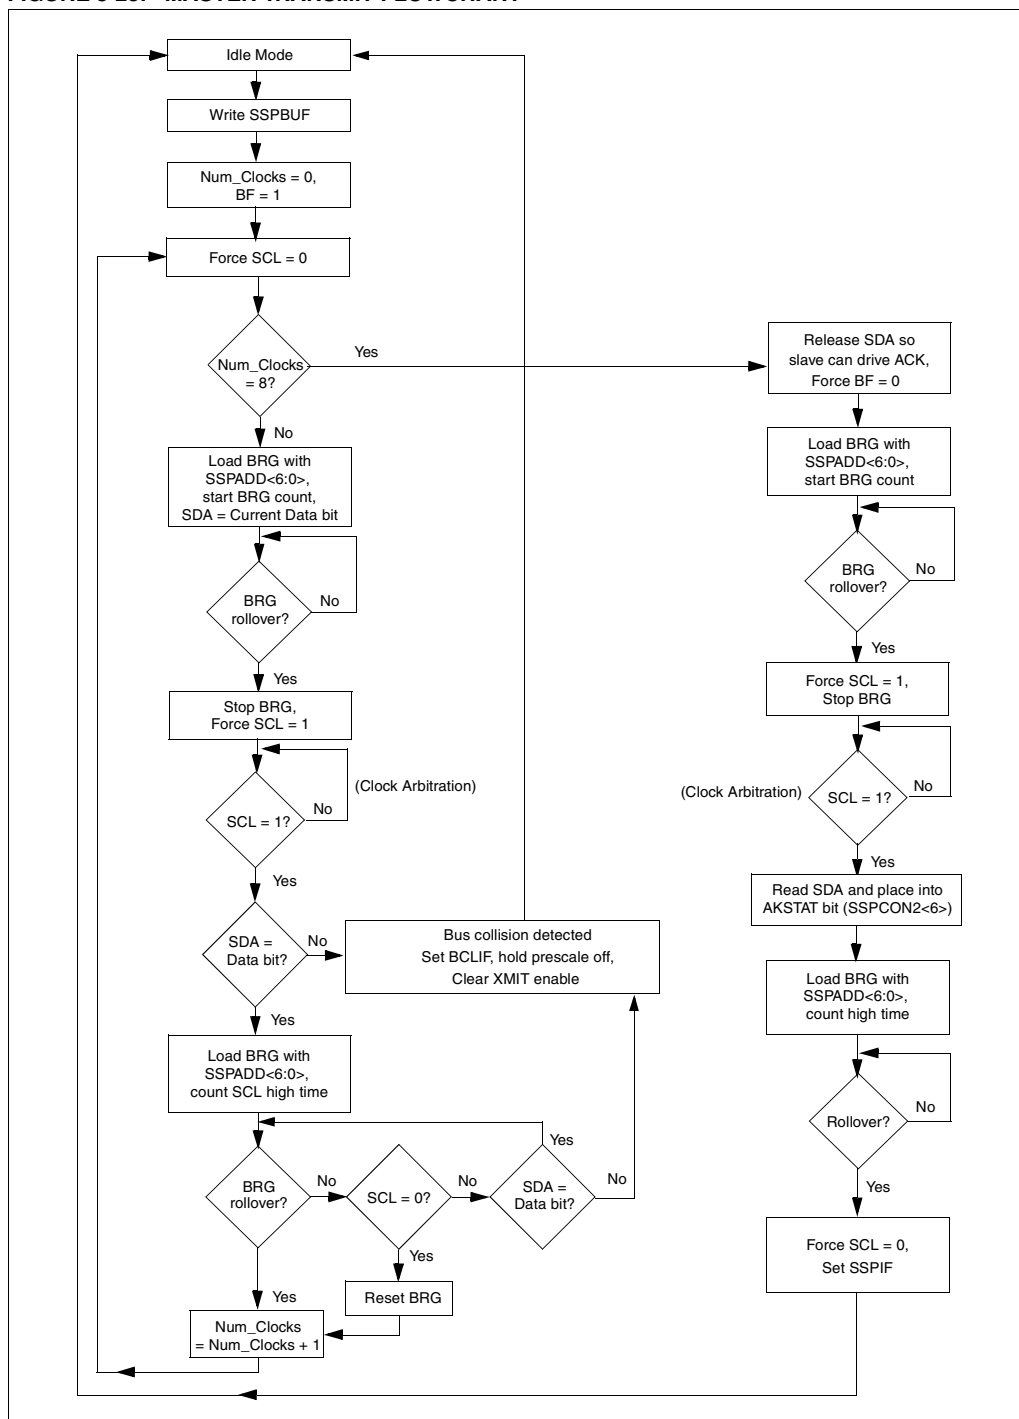 Idle Mode
Write SSPBUF
Num_Clocks = 0,
BF = 1
Force SCL = 0
Num_Clocks
= 8?
Yes
No
Load BRG with
SSPADD<6:0>,
start BRG count,
SDA = Current Data bit
BRG
rollover?
No
Yes
Stop BRG,
Force SCL = 1
(Clock Arbitration)
SCL = 1?
No
Yes
SDA =
Data bit?
No
Bus collision detected
Set BCLIF, hold prescale off,
Clear XMIT enable
Yes
Load BRG with
SSPADD<6:0>,
count SCL high time
BRG
rollover?
No
SCL = 0?
No
SDA =
Data bit?
Yes
No
Yes
Reset BRG
Yes
Num_Clocks
= Num_Clocks + 1
Release SDA so
slave can drive ACK,
Force BF = 0
Load BRG with
SSPADD<6:0>,
start BRG count
BRG
rollover?
No
Yes
Force SCL = 1,
Stop BRG
(Clock Arbitration)
SCL = 1?
No
Yes
Read SDA and place into
AKSTAT bit (SSPCON2<6>)
Load BRG with
SSPADD<6:0>,
count high time
Rollover?
No
Yes
Force SCL = 0,
Set SSPIF